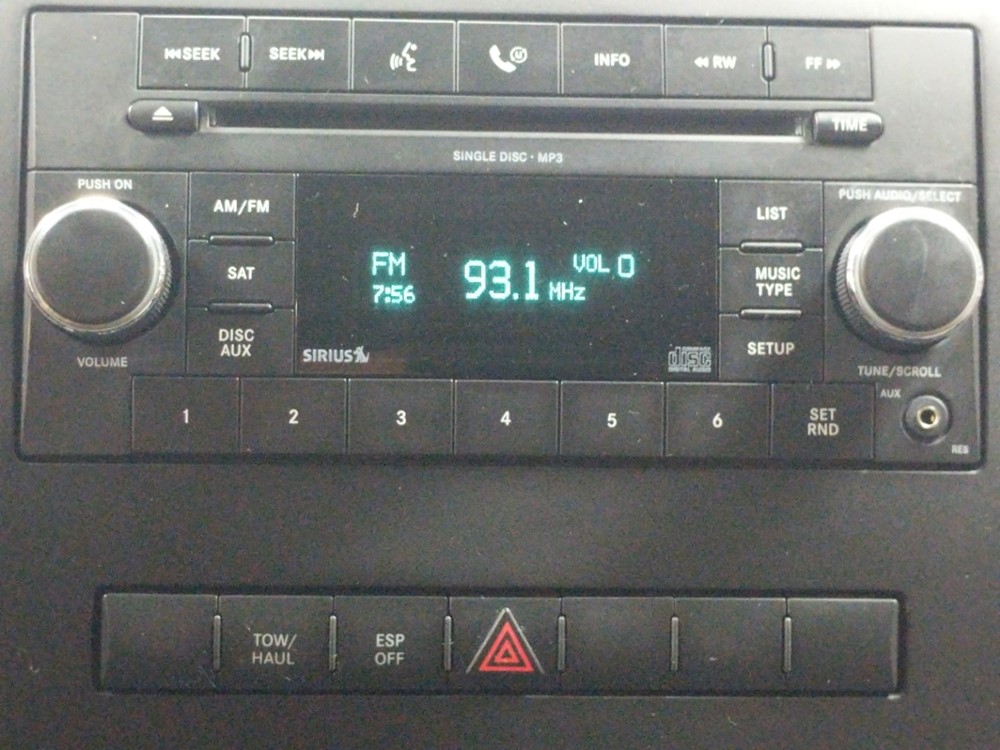 SEEK
SEEK
INFO
RW
FF
TIME
SINGLE DISC · MP3
PUSH ON
VOLUME
AM/FM
SAT
DISC
AUX
FM
7:56
93.1 MHz
VOL 0
SIRIUS
disc
LIST
MUSIC
TYPE
SETUP
PUSH AUDIO/SELECT
TUNE/SCROLL
AUX
1
2
3
4
5
6
SET
RND
TOW/
HAUL
ESP
OFF